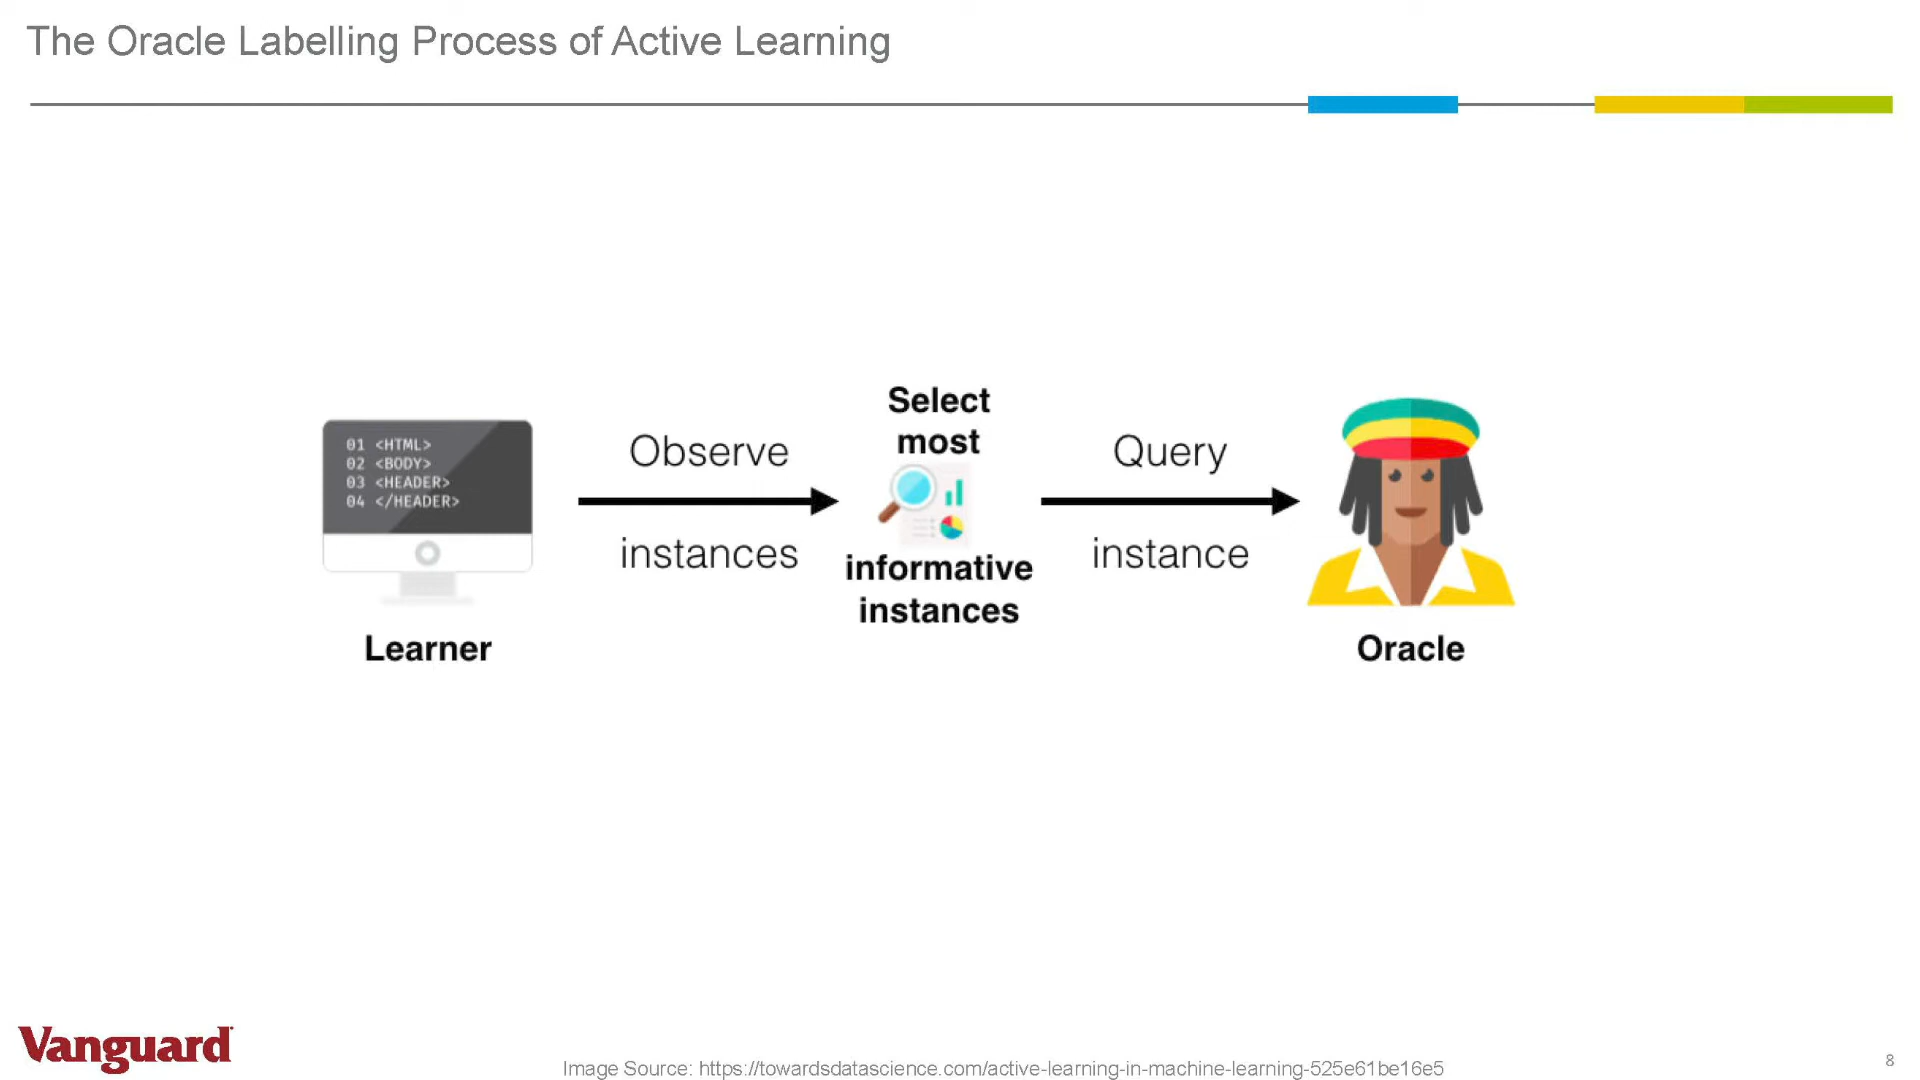 The Oracle Labelling Process of Active Learning
01 <HTML>
02 <BODY>
03 <HEADER>
04 </HEADER>
Learner
Observe
instances
Select
most
informative
instances
Query
instance
Oracle
Vanguard
Image Source: https://towardsdatascience.com/active-learning-in-machine-learning-525e61be16e5
8